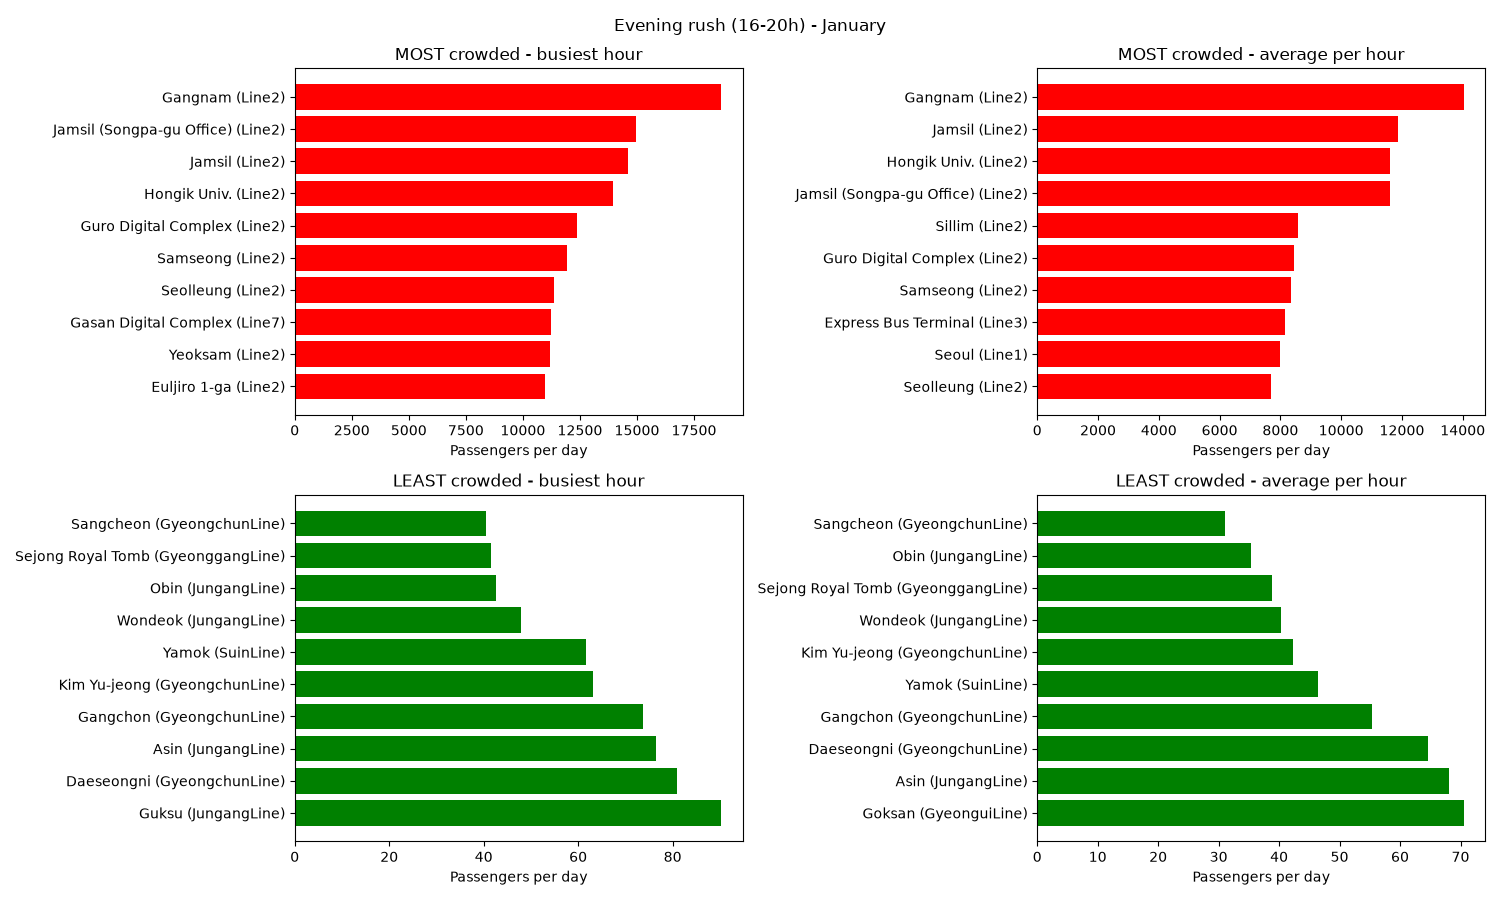 Evening rush (16-20h) - January
MOST crowded - busiest hour
Gangnam (Line2)
Jamsil (Songpa-gu Office) (Line2)
Jamsil (Line2)
Hongik Univ. (Line2)
Guro Digital Complex (Line2)
Samseong (Line2)
Seolleung (Line2)
Gasan Digital Complex (Line7)
Yeoksam (Line2)
Euljiro 1-ga (Line2)
0 2500 5000 7500 10000 12500 15000 17500
Passengers per day
MOST crowded - average per hour
Gangnam (Line2)
Jamsil (Line2)
Hongik Univ. (Line2)
Jamsil (Songpa-gu Office) (Line2)
Sillim (Line2)
Guro Digital Complex (Line2)
Samseong (Line2)
Express Bus Terminal (Line3)
Seoul (Line1)
Seolleung (Line2)
0 2000 4000 6000 8000 10000 12000 14000
Passengers per day
LEAST crowded - busiest hour
Sangcheon (GyeongchunLine)
Sejong Royal Tomb (GyeonggangLine)
Obin (JungangLine)
Wondeok (JungangLine)
Yamok (SuinLine)
Kim Yu-jeong (GyeongchunLine)
Gangchon (GyeongchunLine)
Asin (JungangLine)
Daeseongni (GyeongchunLine)
Guksu (JungangLine)
0 20 40 60 80
Passengers per day
LEAST crowded - average per hour
Sangcheon (GyeongchunLine)
Obin (JungangLine)
Sejong Royal Tomb (GyeonggangLine)
Wondeok (JungangLine)
Kim Yu-jeong (GyeongchunLine)
Yamok (SuinLine)
Gangchon (GyeongchunLine)
Daeseongni (GyeongchunLine)
Asin (JungangLine)
Goksan (GyeonguiLine)
0 10 20 30 40 50 60 70
Passengers per day